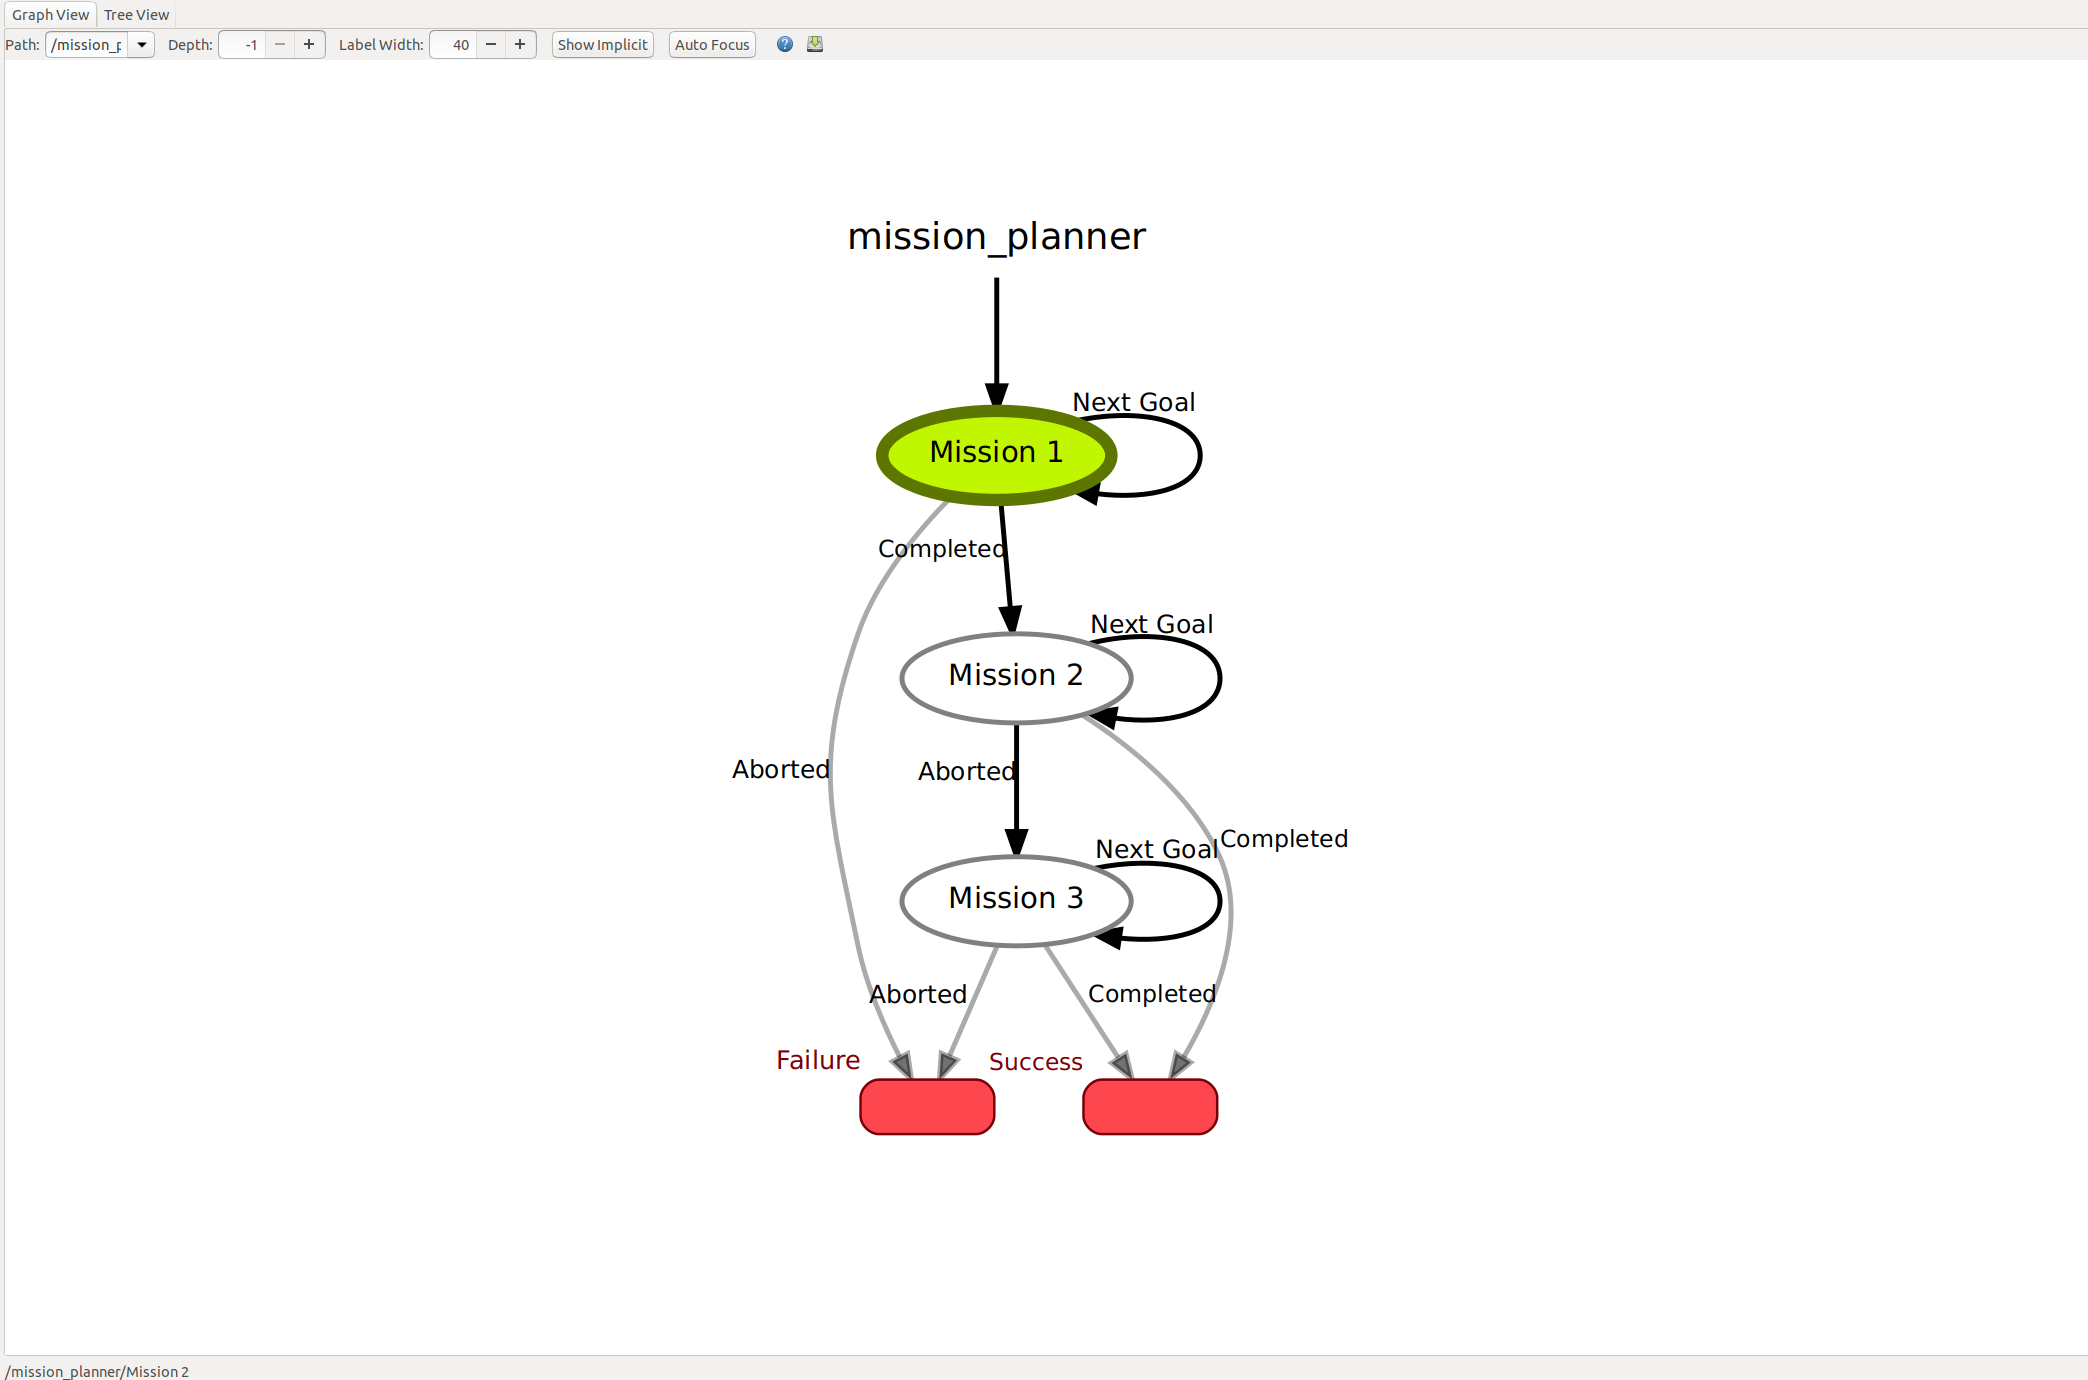 Graph View Tree View
Path: /mission_p Depth: -1 Label Width: 40 Show Implicit Auto Focus ?
mission_planner
Next Goal
Mission 1
Completed
Next Goal
Mission 2
Aborted
Aborted
Completed
Next Goal
Mission 3
Aborted
Completed
Failure
Success
/mission_planner/Mission 2